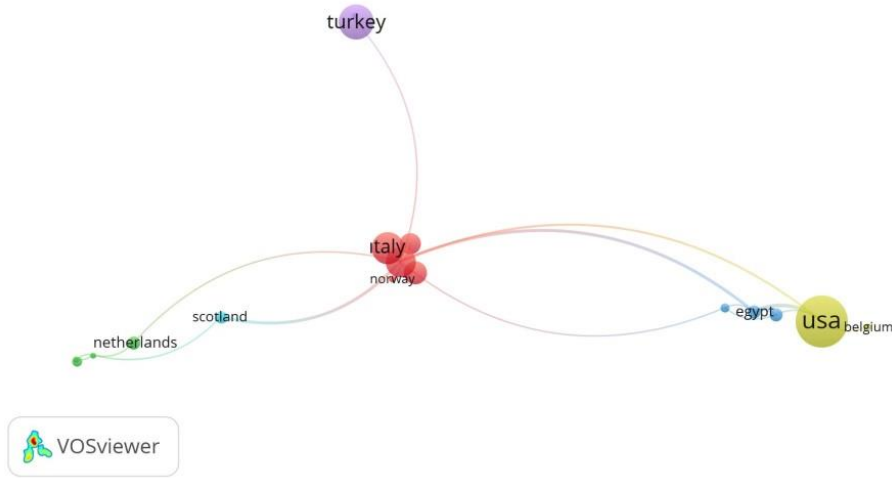 turkey
italy
norway
scotland
egypt
usa
belgium
netherlands
VOSviewer